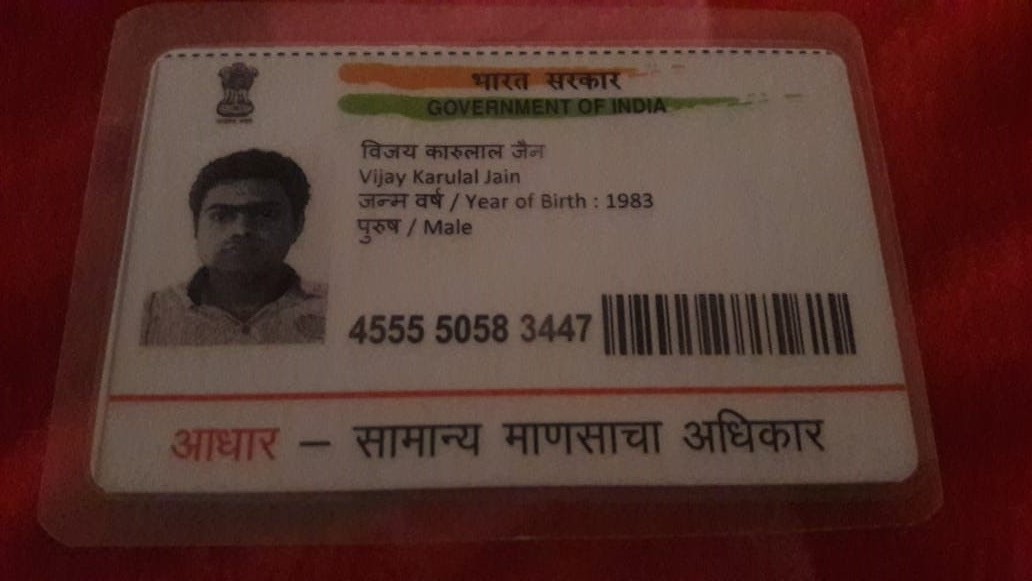 भारत सरकार
GOVERNMENT OF INDIA
विजय कारुलाल जैन
Vijay Karulal Jain
जन्म वर्ष / Year of Birth : 1983
पुरुष / Male
4555 5058 3447
आधार – सामान्य माणसाचा अधिकार